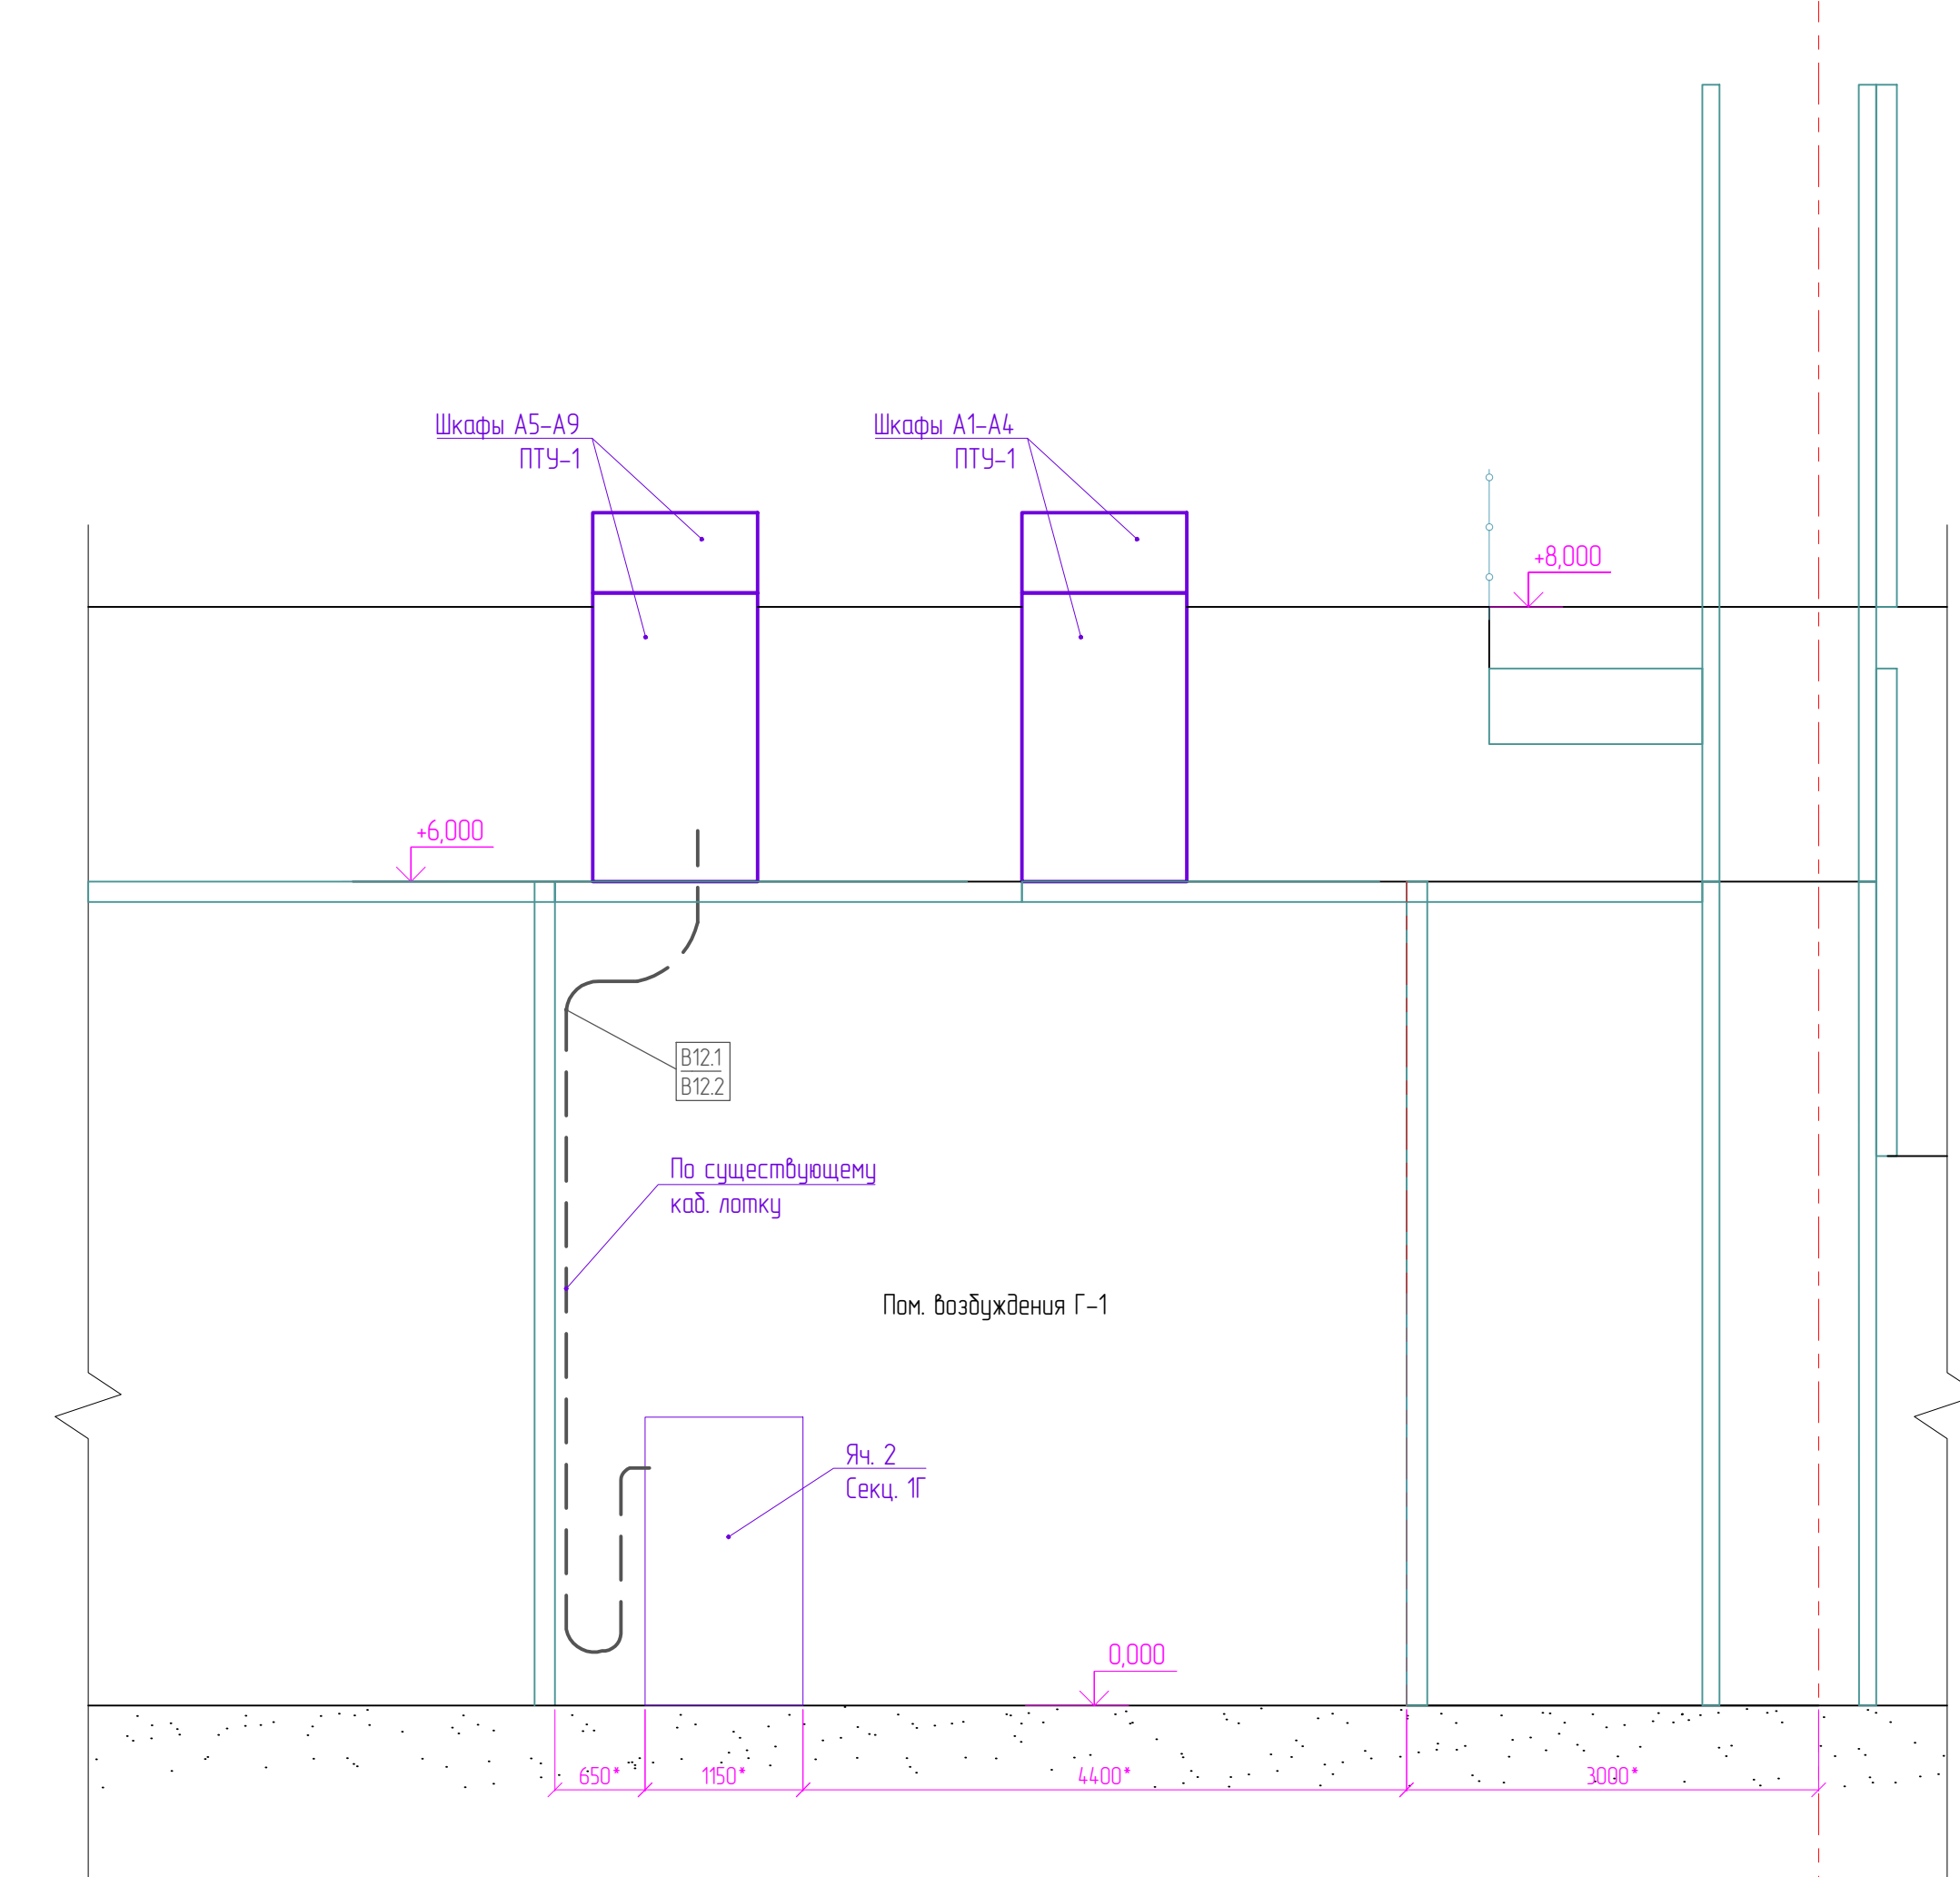 Шкафы А5-А9
ПТУ-1
Шкафы А1-А4
ПТУ-1
+8,000
+6,000
В12.1
В12.2
По существующему
каб. лотку
Пом. возбуждения Г-1
Яч. 2
Секц. 1Г
0,000
650*
1150*
4400*
3000*